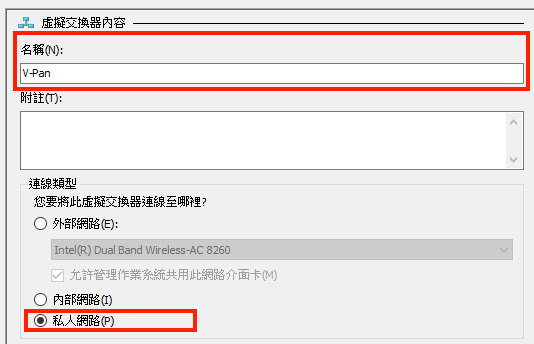 虛擬交換器內容
名稱(N):
V-Pan
附註(T):
連線類型
您要將此虛擬交換器連線至哪裡?
外部網路(E):
Intel(R) Dual Band Wireless-AC 8260
允許管理作業系統共用此網路介面卡(M)
內部網路(I)
私人網路(P)